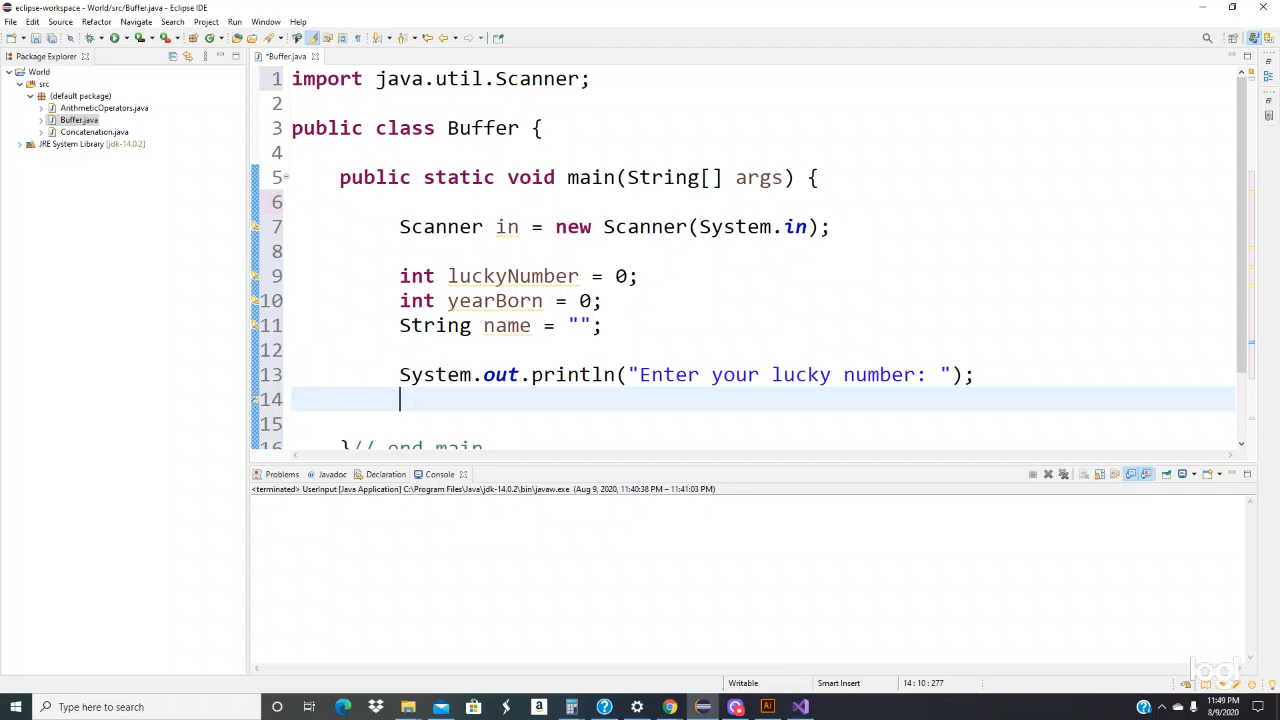 eclipse-workspace - World/src/Buffer.java - Eclipse IDE
File Edit Source Refactor Navigate Search Project Run Window Help
Package Explorer
*Buffer.java
World
src
(default package)
ArithmeticOperators.java
Buffer.java
Concatenation.java
JRE System Library [jdk-14.0.2]
1 import java.util.Scanner;
2
3 public class Buffer {
4
5 public static void main(String[] args) {
6
7 Scanner in = new Scanner(System.in);
8
9 int luckyNumber = 0;
10 int yearBorn = 0;
11 String name = "";
12
13 System.out.println("Enter your lucky number: ");
14
15
16 }// end main
Problems Javadoc Declaration Console
<terminated> UserInput [Java Application] C:\Program Files\Java\jdk-14.0.2\bin\javaw.exe (Aug 9, 2020, 11:40:38 PM – 11:41:03 PM)
logi
Writable Smart Insert 14 : 10 : 277
Type here to search
11:49 PM
8/9/2020